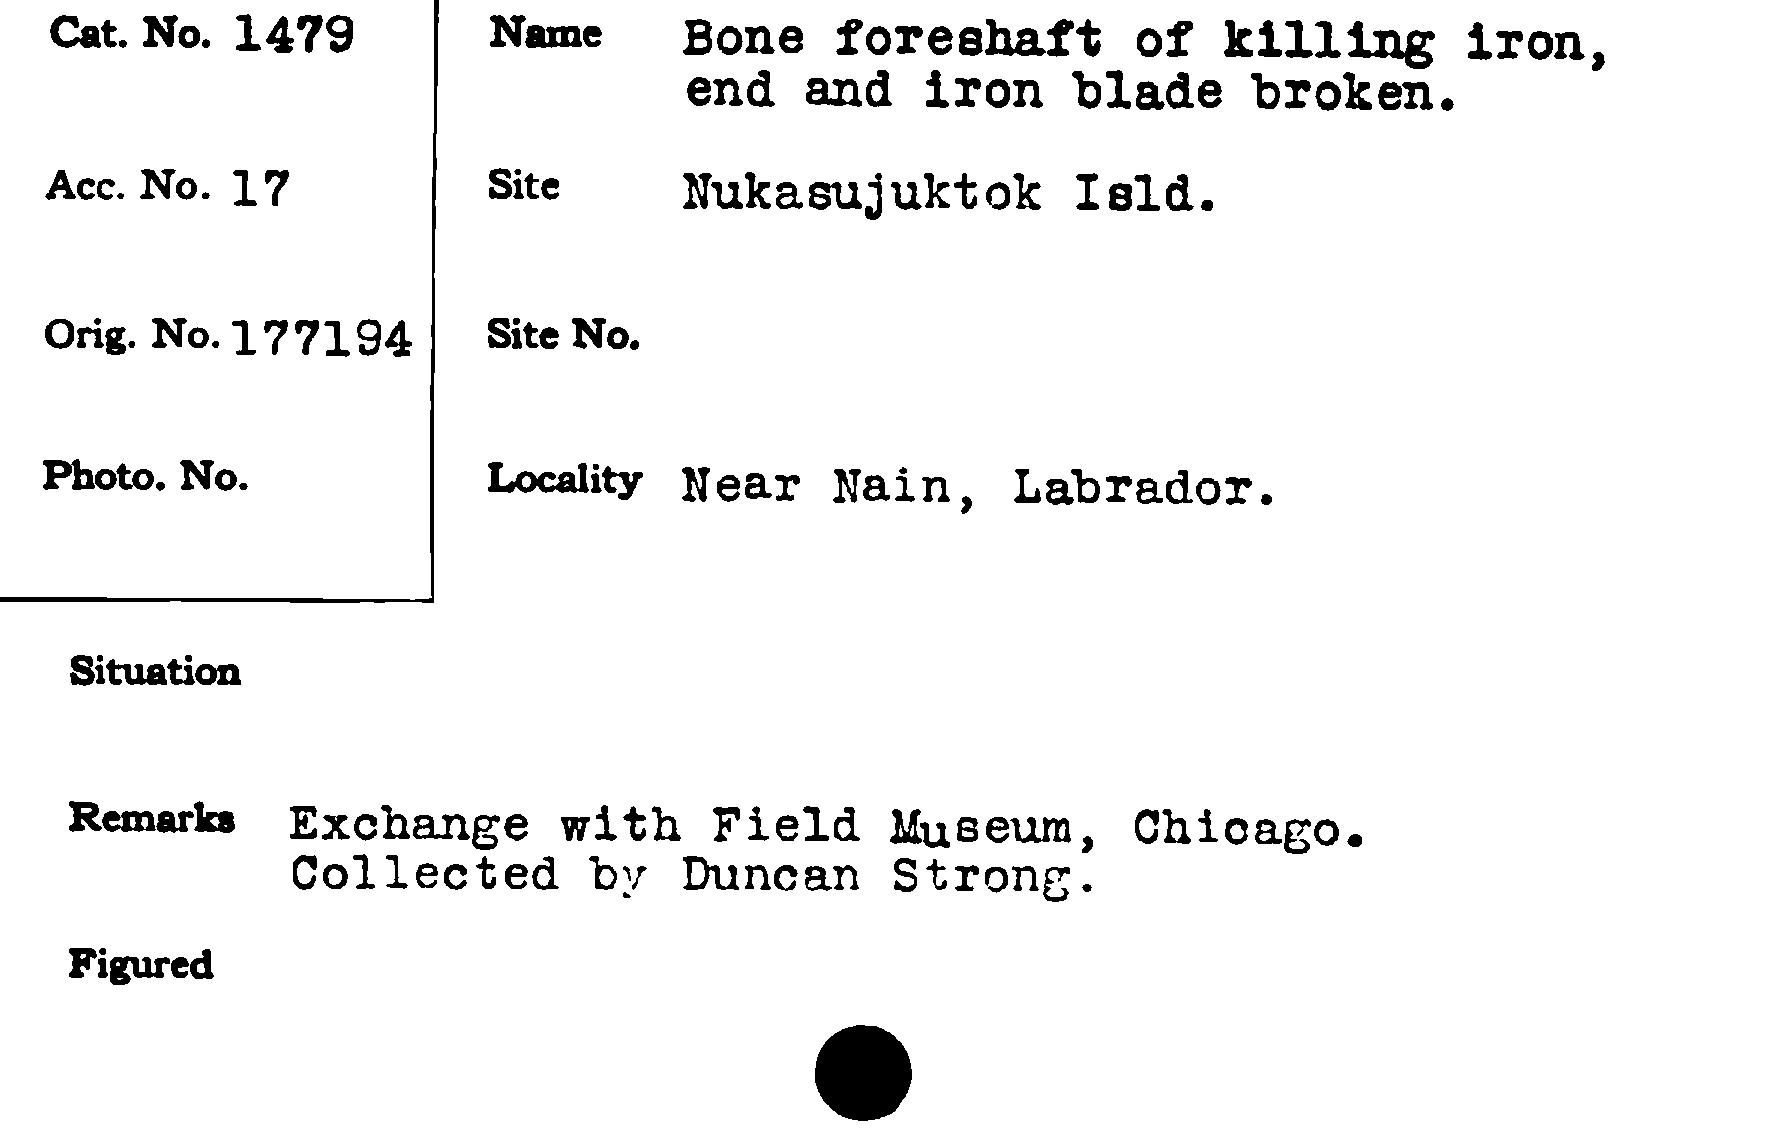 Cat. No. 1479
Name Bone foreshaft of killing iron,
end and iron blade broken.
Acc. No. 17
Site Nukasujuktok Isld.
Orig. No. 177194
Site No.
Photo. No.
Locality Near Nain, Labrador.
Situation
Remarks Exchange with Field Museum, Chicago.
Collected by Duncan Strong.
Figured